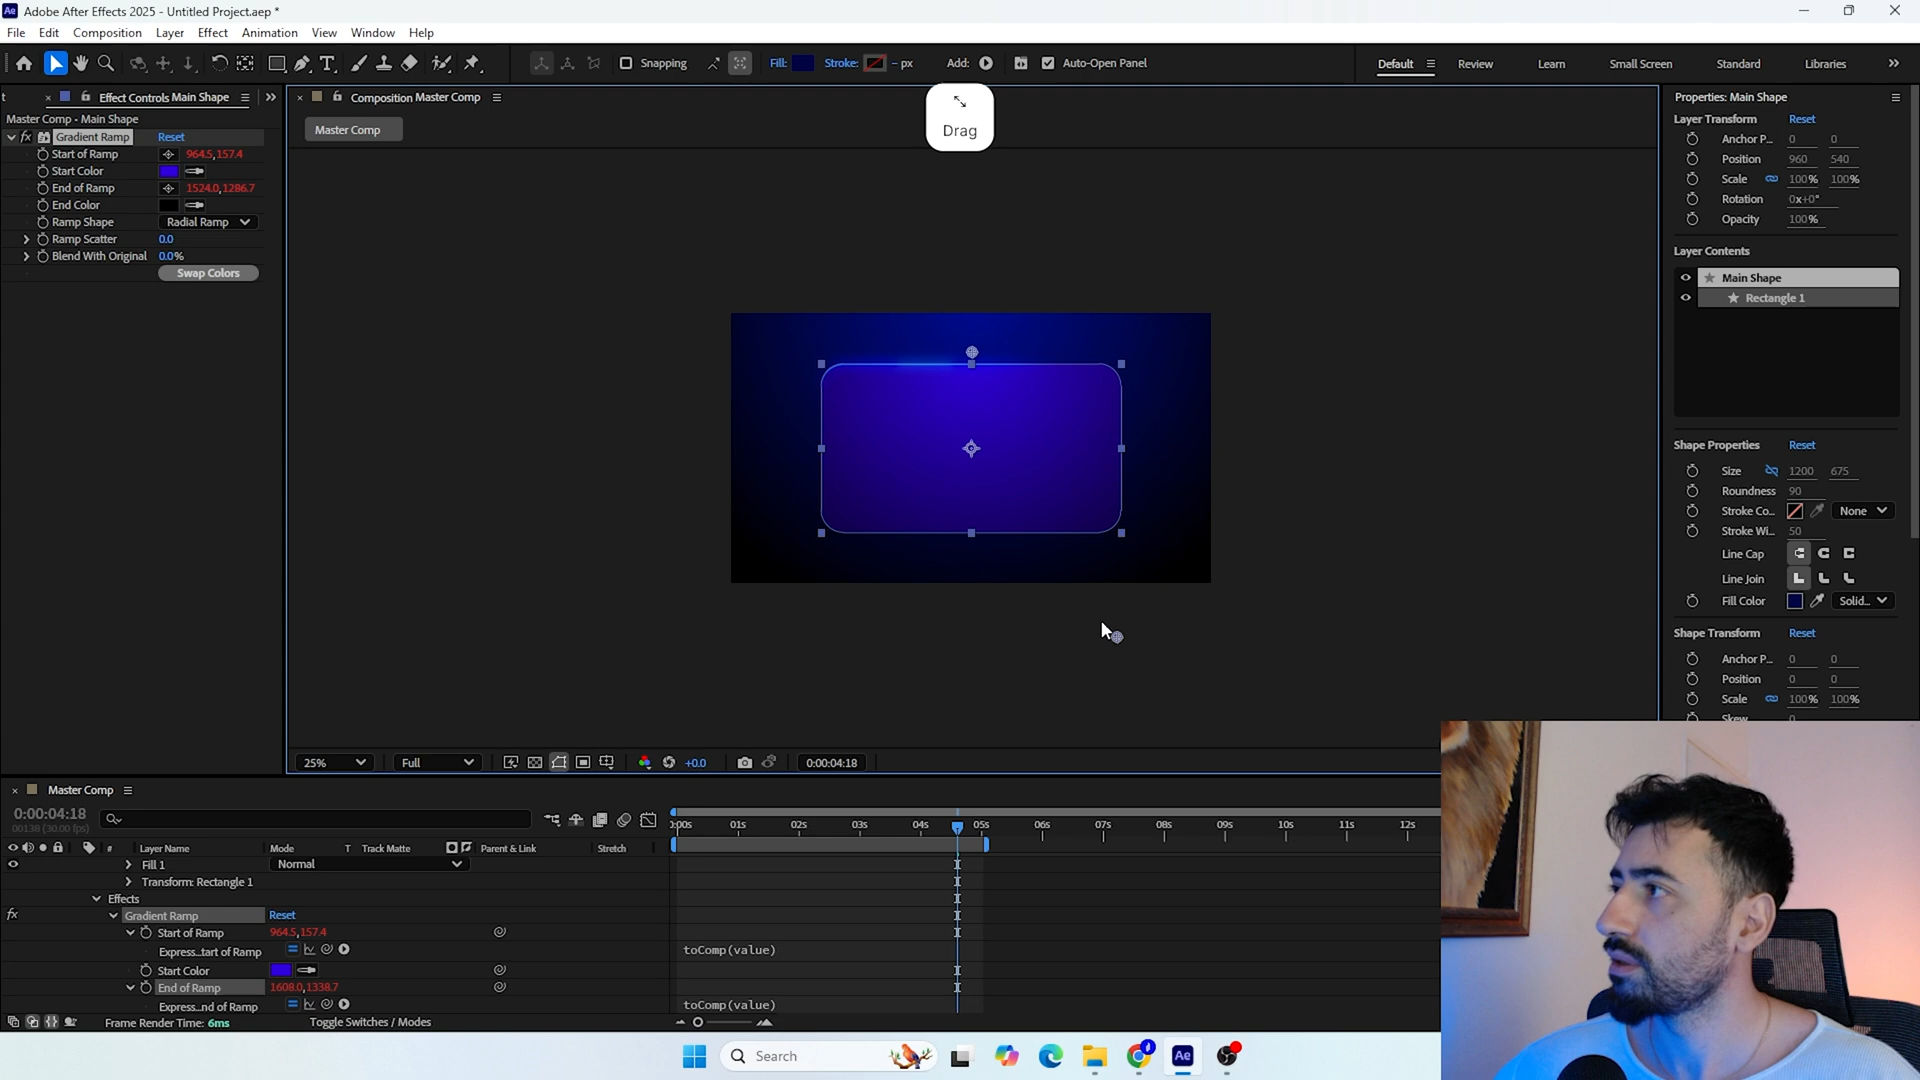 Adobe After Effects 2025 - Untitled Project.aep *
File Edit Composition Layer Effect Animation View Window Help
Snapping Fill: Stroke: - px Add: Auto-Open Panel Default Review Learn Small Screen Standard Libraries
t Effect Controls Main Shape
Master Comp • Main Shape
fx Gradient Ramp Reset
Start of Ramp 964.5,157.4
Start Color
End of Ramp 1524.0,1286.7
End Color
Ramp Shape Radial Ramp
Ramp Scatter 0.0
Blend With Original 0.0%
Swap Colors
Composition Master Comp
Master Comp
Drag
25% Full +0.0 0:00:04:18
Properties: Main Shape
Layer Transform Reset
Anchor P... 0 0
Position 960 540
Scale 100% 100%
Rotation 0x+0°
Opacity 100%
Layer Contents
Main Shape
Rectangle 1
Shape Properties Reset
Size 1200 675
Roundness 90
Stroke Co... None
Stroke Wi... 50
Line Cap
Line Join
Fill Color Solid...
Shape Transform Reset
Anchor P... 0 0
Position 0 0
Scale 100% 100%
Skew 0
Master Comp
0:00:04:18
00138 (30.00 fps)
# Layer Name Mode T Track Matte Parent & Link Stretch
:00s 01s 02s 03s 04s 05s 06s 07s 08s 09s 10s 11s 12s
Fill 1 Normal
Transform: Rectangle 1
Effects
fx Gradient Ramp Reset
Start of Ramp 964.5,157.4
Express...tart of Ramp toComp(value)
Start Color
End of Ramp 1608.0,1338.7
Express...nd of Ramp toComp(value)
Frame Render Time: 6ms Toggle Switches / Modes
Search
Ae